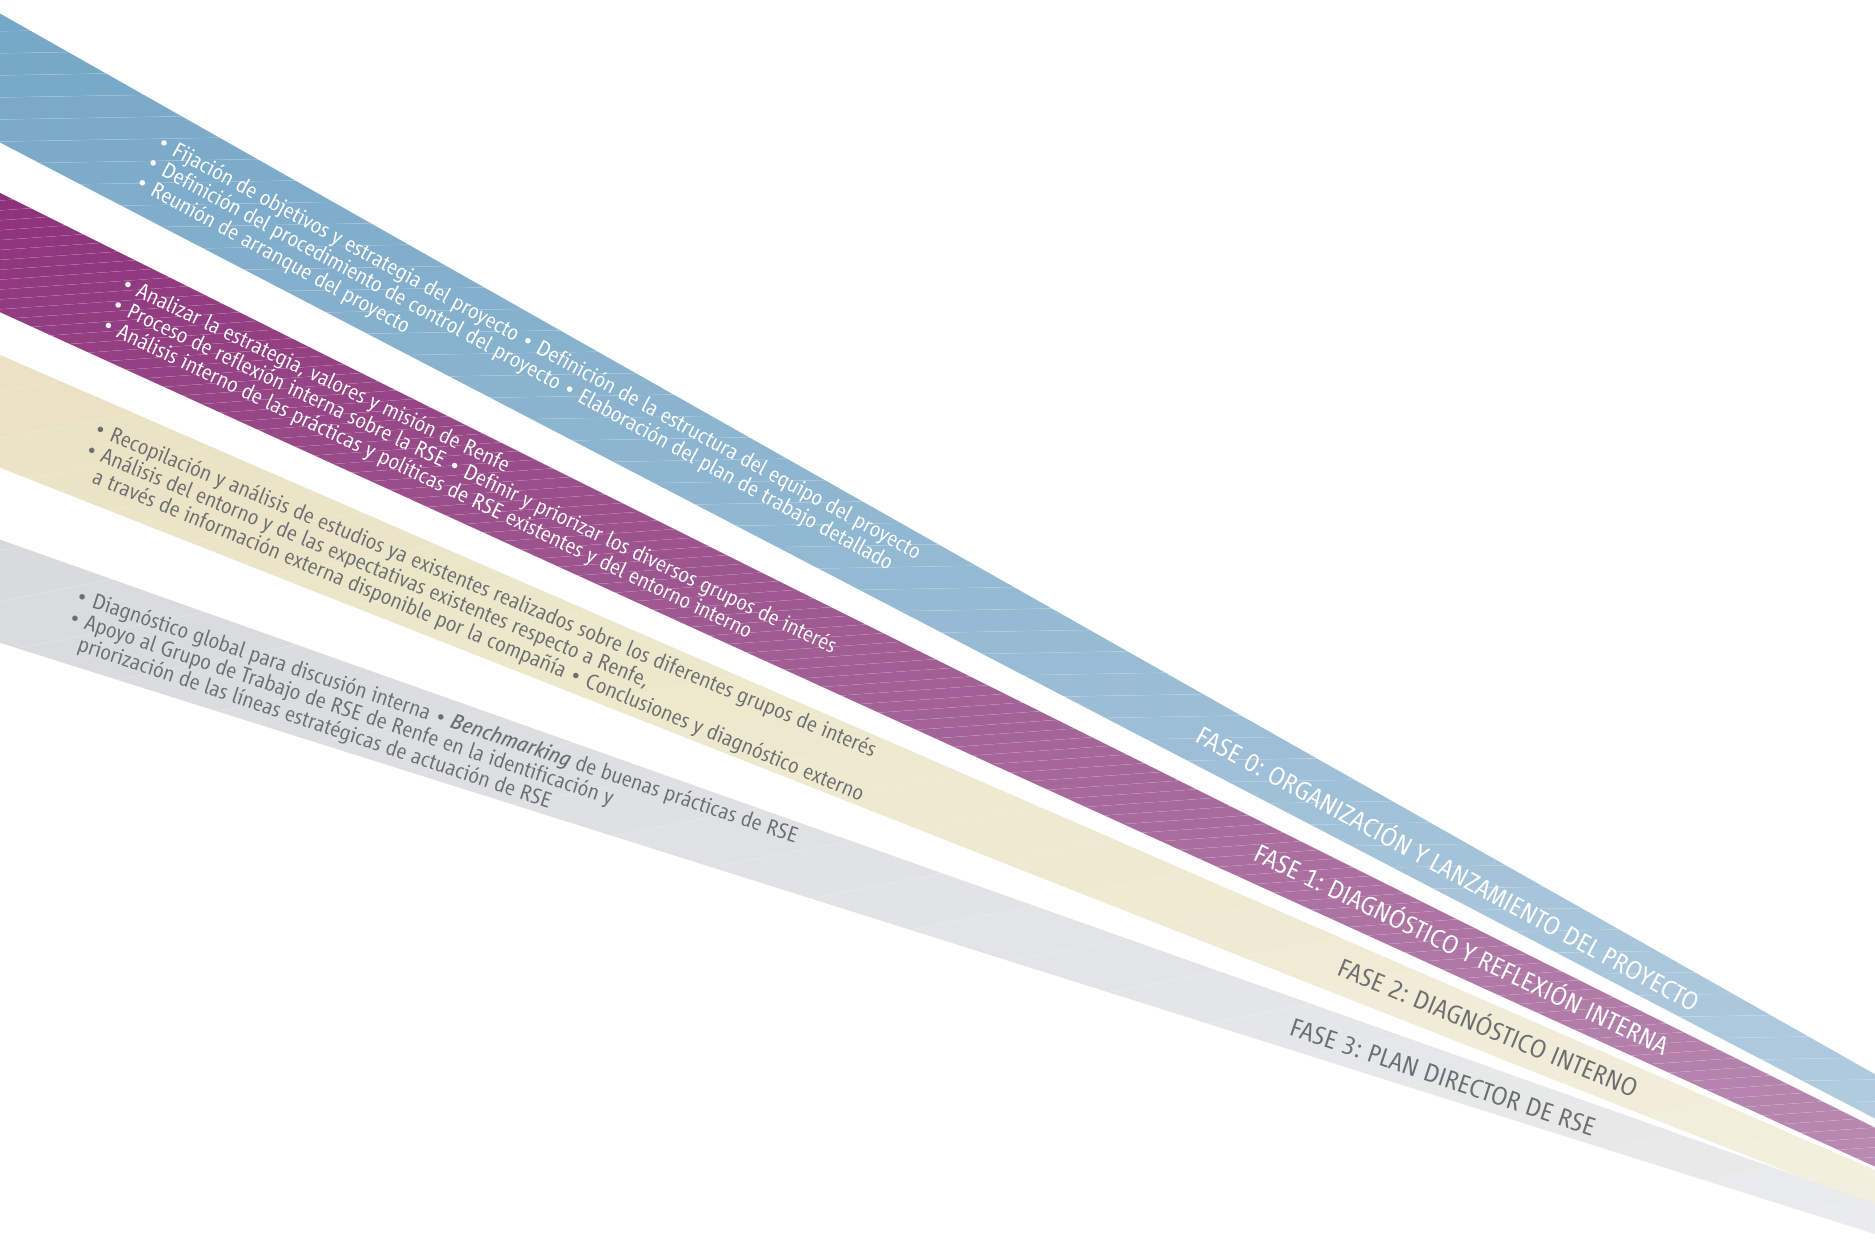 • Fijación de objetivos y estrategia del proyecto • Definición de la estructura del equipo del proyecto
• Definición del procedimiento de control del proyecto • Elaboración del plan de trabajo detallado
• Reunión de arranque del proyecto
FASE 0: ORGANIZACIÓN Y LANZAMIENTO DEL PROYECTO
• Analizar la estrategia, valores y misión de Renfe
• Proceso de reflexión interna sobre la RSE • Definir y priorizar los diversos grupos de interés
• Análisis interno de las prácticas y políticas de RSE existentes y del entorno interno
FASE 1: DIAGNÓSTICO Y REFLEXIÓN INTERNA
• Recopilación y análisis de estudios ya existentes realizados sobre los diferentes grupos de interés
• Análisis del entorno y de las expectativas existentes respecto a Renfe,
a través de información externa disponible por la compañía • Conclusiones y diagnóstico externo
FASE 2: DIAGNÓSTICO INTERNO
• Diagnóstico global para discusión interna • Benchmarking de buenas prácticas de RSE
• Apoyo al Grupo de Trabajo de RSE de Renfe en la identificación y
priorización de las líneas estratégicas de actuación de RSE
FASE 3: PLAN DIRECTOR DE RSE